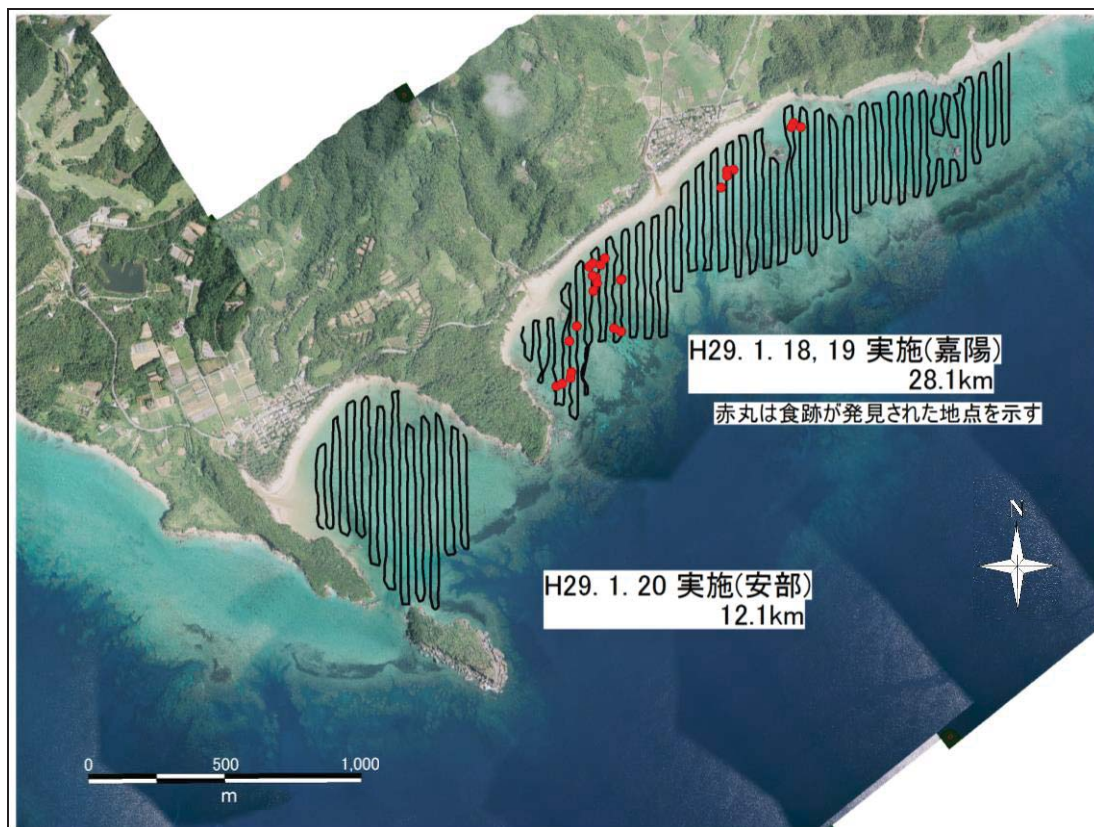 H29. 1. 18, 19 実施(嘉陽)
28.1km
赤丸は食跡が発見された地点を示す
N
H29. 1. 20 実施(安部)
12.1km
0 500 1,000
m